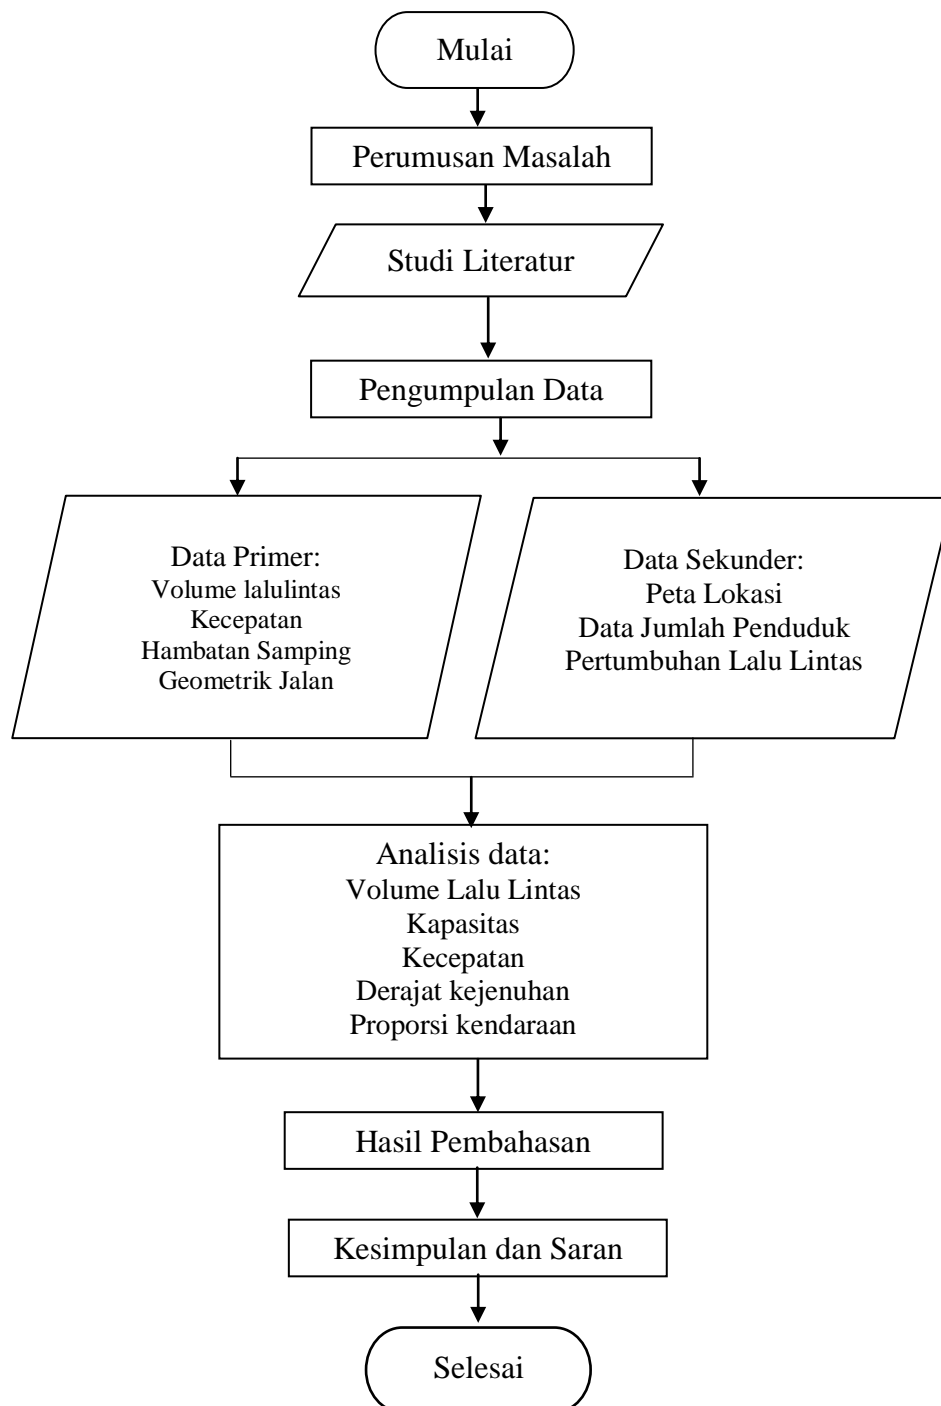 Mulai
Perumusan Masalah
Studi Literatur
Pengumpulan Data
Data Primer:
Volume lalulintas
Kecepatan
Hambatan Samping
Geometrik Jalan
Data Sekunder:
Peta Lokasi
Data Jumlah Penduduk
Pertumbuhan Lalu Lintas
Analisis data:
Volume Lalu Lintas
Kapasitas
Kecepatan
Derajat kejenuhan
Proporsi kendaraan
Hasil Pembahasan
Kesimpulan dan Saran
Selesai